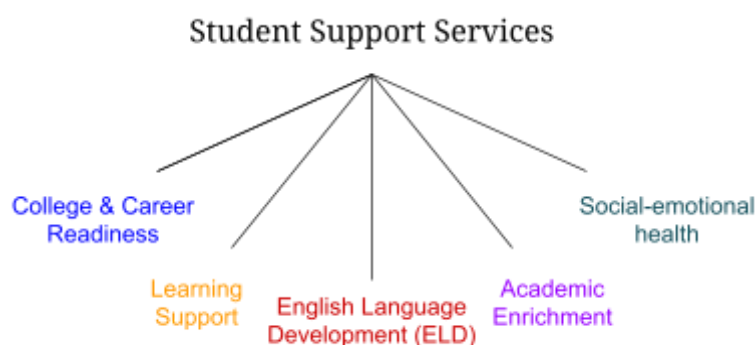 Student Support Services
College & Career
Readiness
Learning
Support
English Language
Development (ELD)
Academic
Enrichment
Social-emotional
health